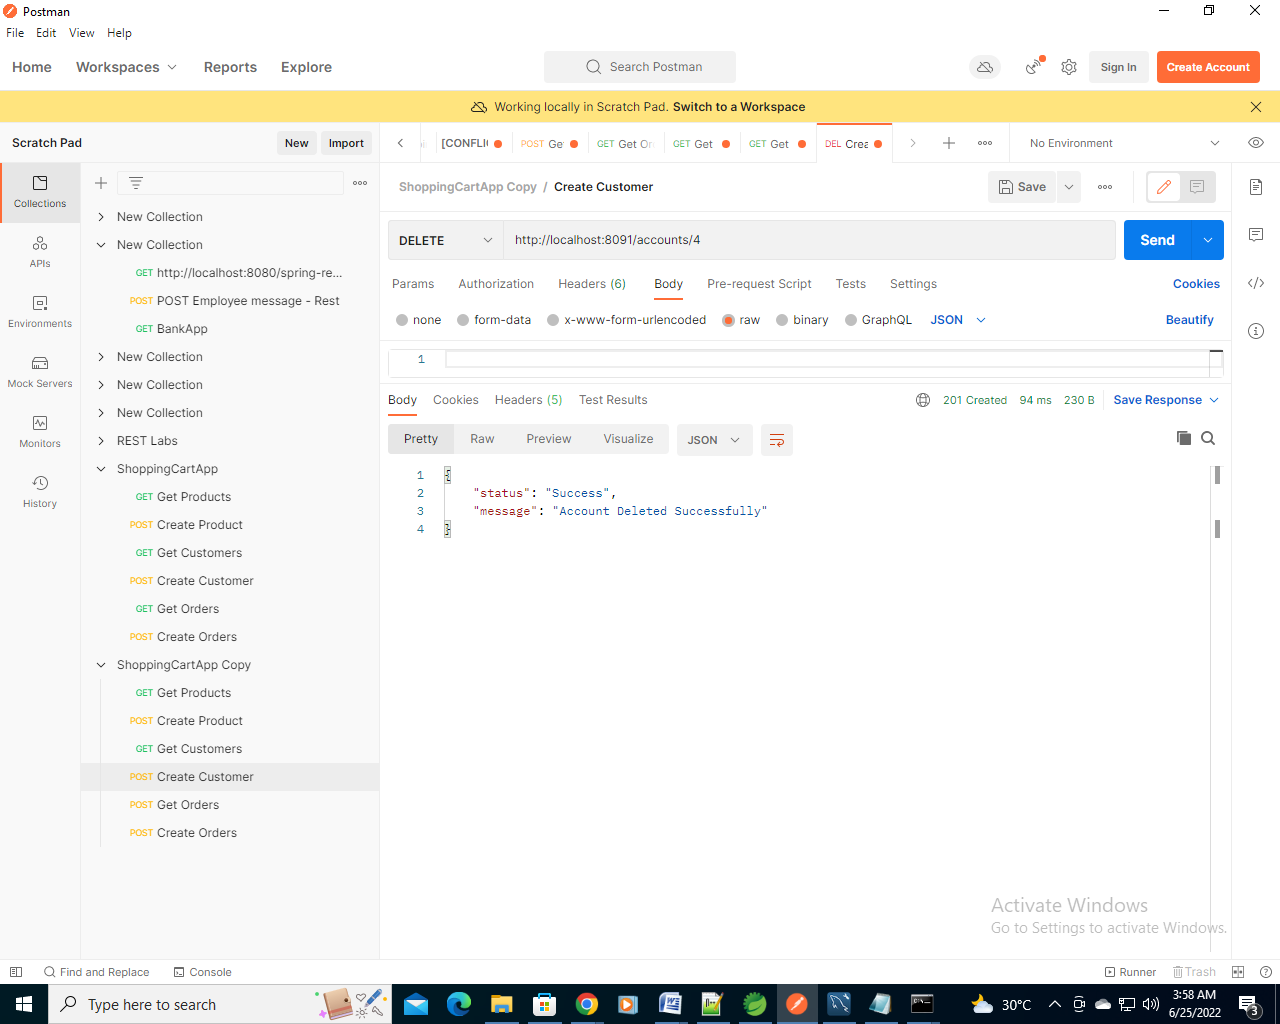 Postman
File Edit View Help
Home Workspaces Reports Explore Search Postman Sign In Create Account
Working locally in Scratch Pad. Switch to a Workspace
Scratch Pad New Import
[CONFLI POST Ge GET Get Or GET Get GET Get DEL Crea No Environment
Collections
APIs
Environments
Mock Servers
Monitors
History
New Collection
New Collection
GET http://localhost:8080/spring-re...
POST POST Employee message - Rest
GET BankApp
New Collection
New Collection
New Collection
REST Labs
ShoppingCartApp
GET Get Products
POST Create Product
GET Get Customers
POST Create Customer
GET Get Orders
POST Create Orders
ShoppingCartApp Copy
GET Get Products
POST Create Product
GET Get Customers
POST Create Customer
POST Get Orders
POST Create Orders
ShoppingCartApp Copy / Create Customer Save
DELETE http://localhost:8091/accounts/4 Send
Params Authorization Headers (6) Body Pre-request Script Tests Settings Cookies
none form-data x-www-form-urlencoded raw binary GraphQL JSON Beautify
1
Body Cookies Headers (5) Test Results 201 Created 94 ms 230 B Save Response
Pretty Raw Preview Visualize JSON
1 {
2 "status": "Success",
3 "message": "Account Deleted Successfully"
4 }
Activate Windows
Go to Settings to activate Windows.
Find and Replace Console Runner Trash
Type here to search 30°C 3:58 AM
6/25/2022 3